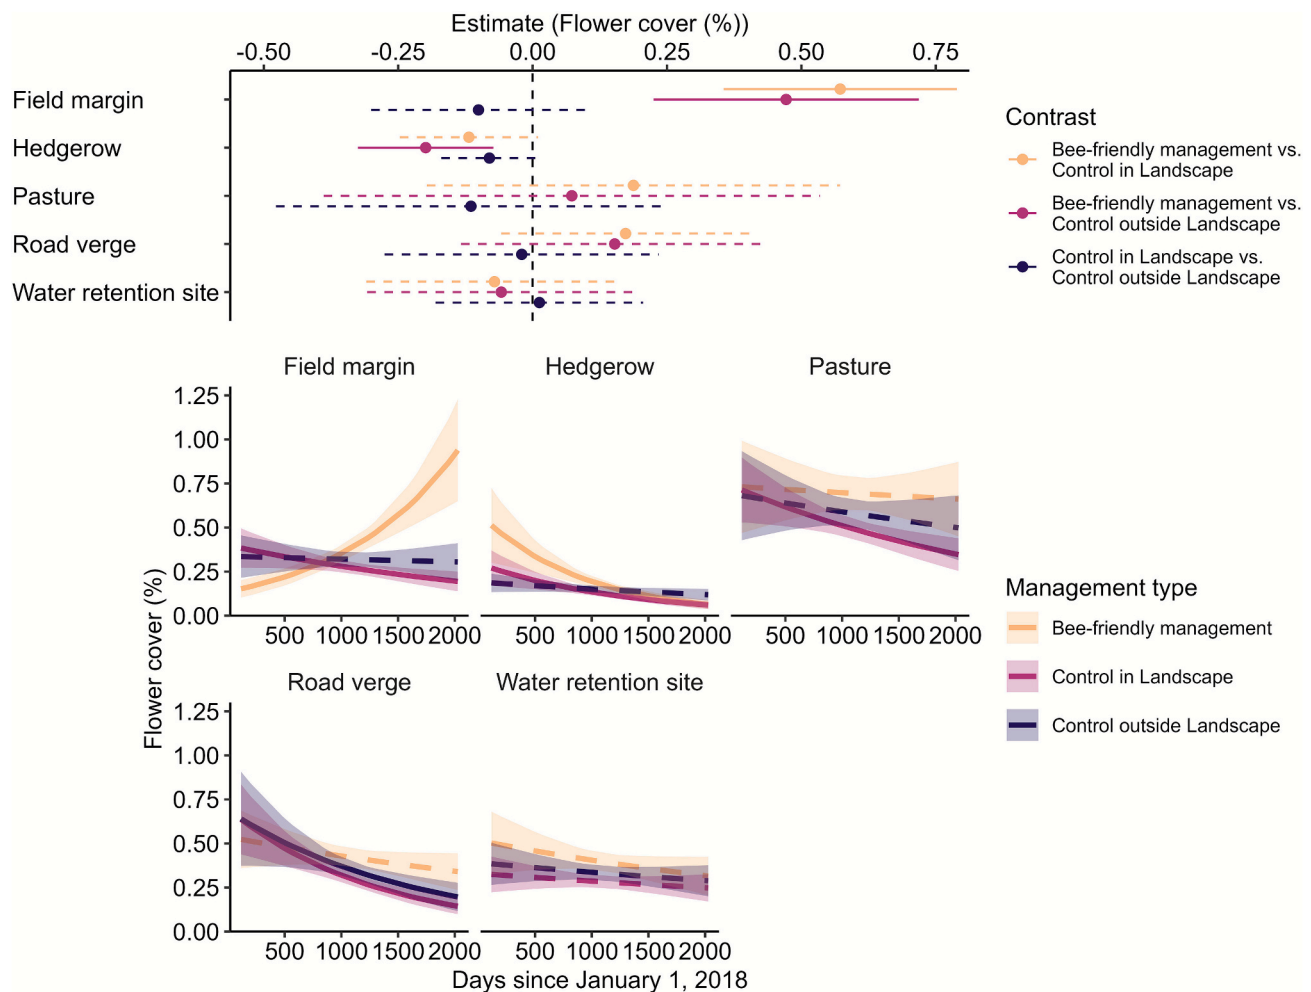 Estimate (Flower cover (%))
-0.50 -0.25 0.00 0.25 0.50 0.75
Field margin
Hedgerow
Pasture
Road verge
Water retention site
Contrast
Bee-friendly management vs.
Control in Landscape
Bee-friendly management vs.
Control outside Landscape
Control in Landscape vs.
Control outside Landscape
Field margin Hedgerow Pasture
1.25
1.00
0.75
0.50
0.25
0.00
500 1000 1500 2000 500 1000 1500 2000 500 1000 1500 2000
Flower cover (%)
Road verge Water retention site
1.25
1.00
0.75
0.50
0.25
0.00
500 1000 1500 2000 500 1000 1500 2000
Days since January 1, 2018
Management type
Bee-friendly management
Control in Landscape
Control outside Landscape